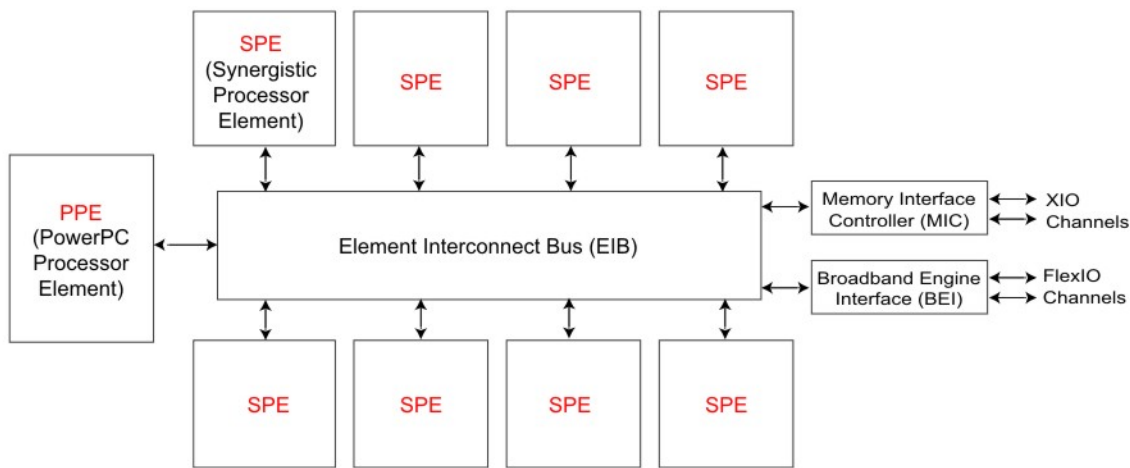 SPE
(Synergistic
Processor
Element)
SPE
SPE
SPE
PPE
(PowerPC
Processor
Element)
Element Interconnect Bus (EIB)
Memory Interface
Controller (MIC)
XIO
Channels
Broadband Engine
Interface (BEI)
FlexIO
Channels
SPE
SPE
SPE
SPE